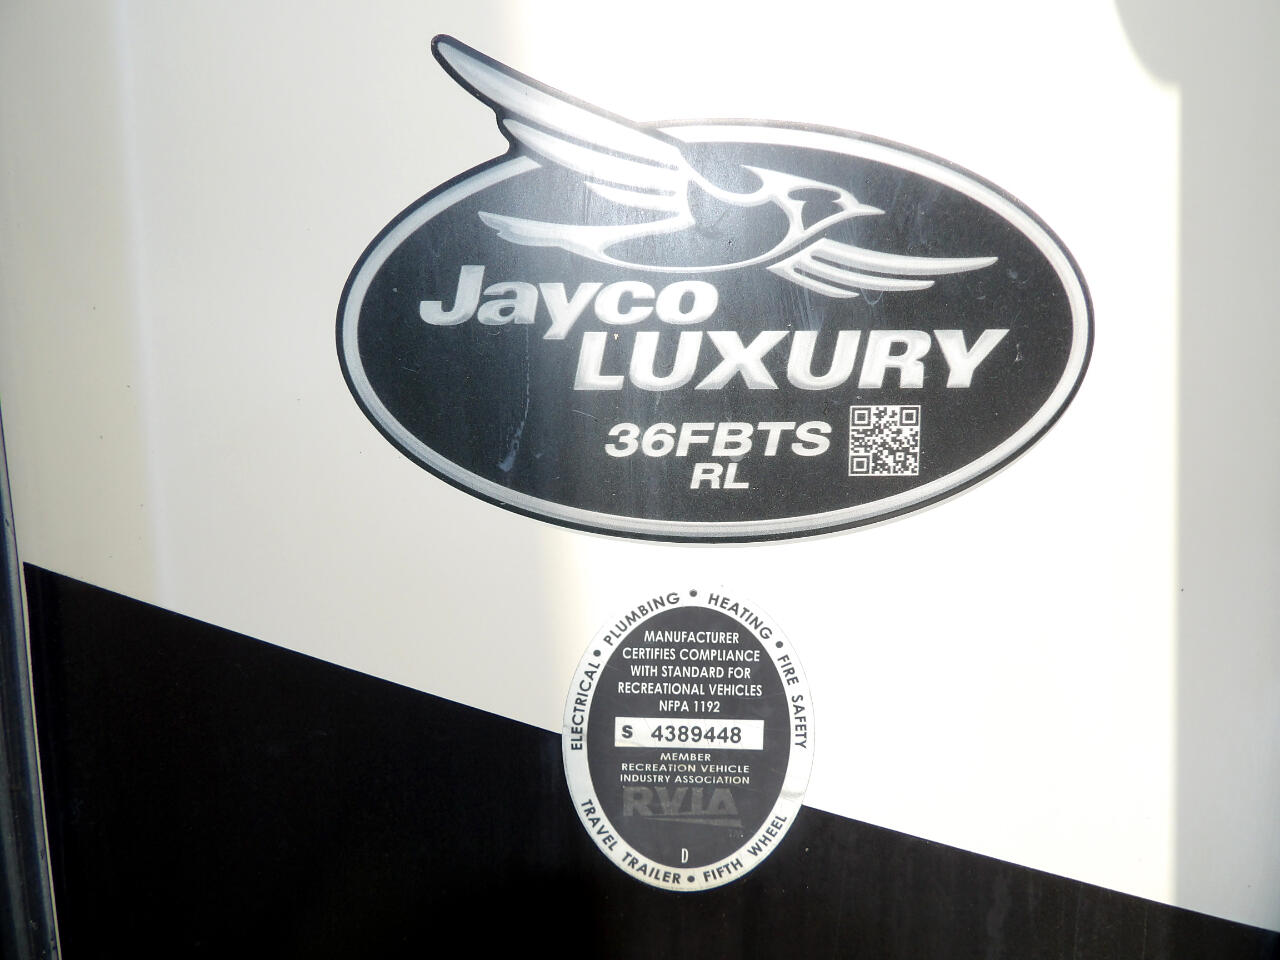 Jayco
LUXURY
36FBTS
RL
ELECTRICAL • PLUMBING • HEATING • FIRE SAFETY
MANUFACTURER
CERTIFIES COMPLIANCE
WITH STANDARD FOR
RECREATIONAL VEHICLES
NFPA 1192
S 4389448
MEMBER
RECREATION VEHICLE
INDUSTRY ASSOCIATION
RVIA
D
TRAVEL TRAILER • FIFTH WHEEL